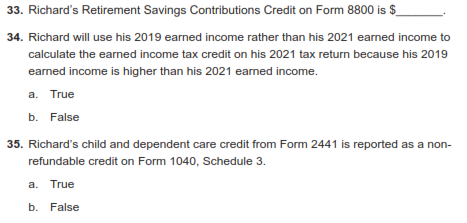 33. Richard's Retirement Savings Contributions Credit on Form 8800 is $_______.
34. Richard will use his 2019 earned income rather than his 2021 earned income to
calculate the earned income tax credit on his 2021 tax return because his 2019
earned income is higher than his 2021 earned income.
a. True
b. False
35. Richard's child and dependent care credit from Form 2441 is reported as a non-
refundable credit on Form 1040, Schedule 3.
a. True
b. False